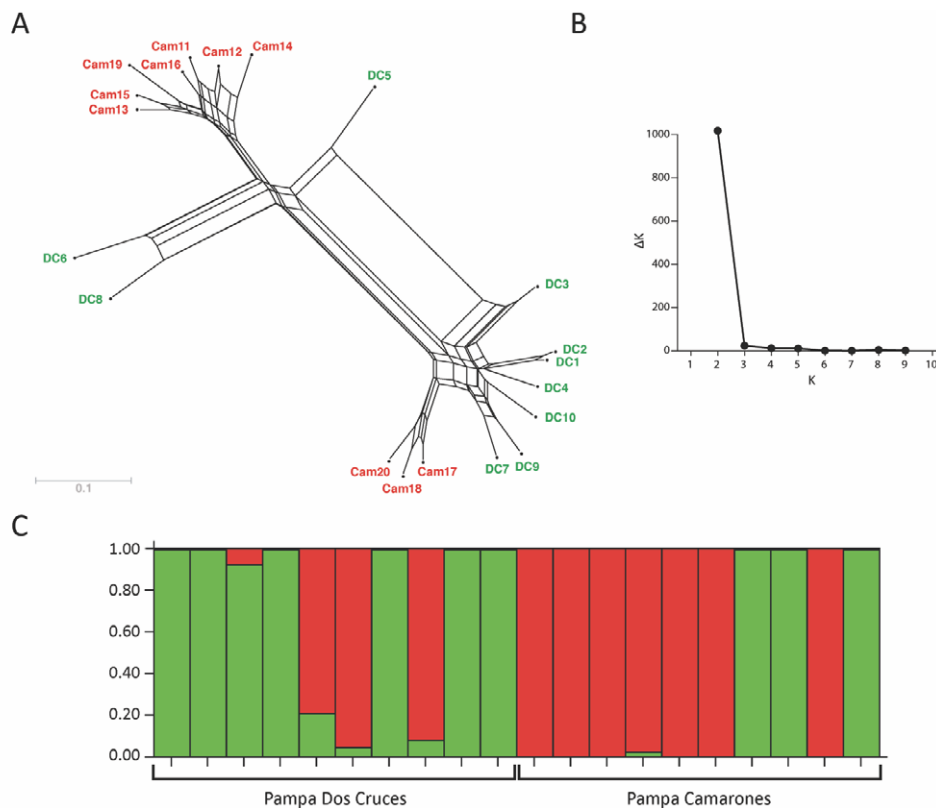 A
Cam11
Cam12
Cam14
Cam19
Cam16
Cam15
Cam13
DC5
DC6
DC8
DC3
DC2
DC1
DC4
DC10
DC7
DC9
Cam20
Cam17
Cam18
0.1
B
1000
800
600
400
200
0
ΔK
1 2 3 4 5 6 7 8 9 10
K
C
1.00
0.80
0.60
0.40
0.20
0.00
Pampa Dos Cruces
Pampa Camarones